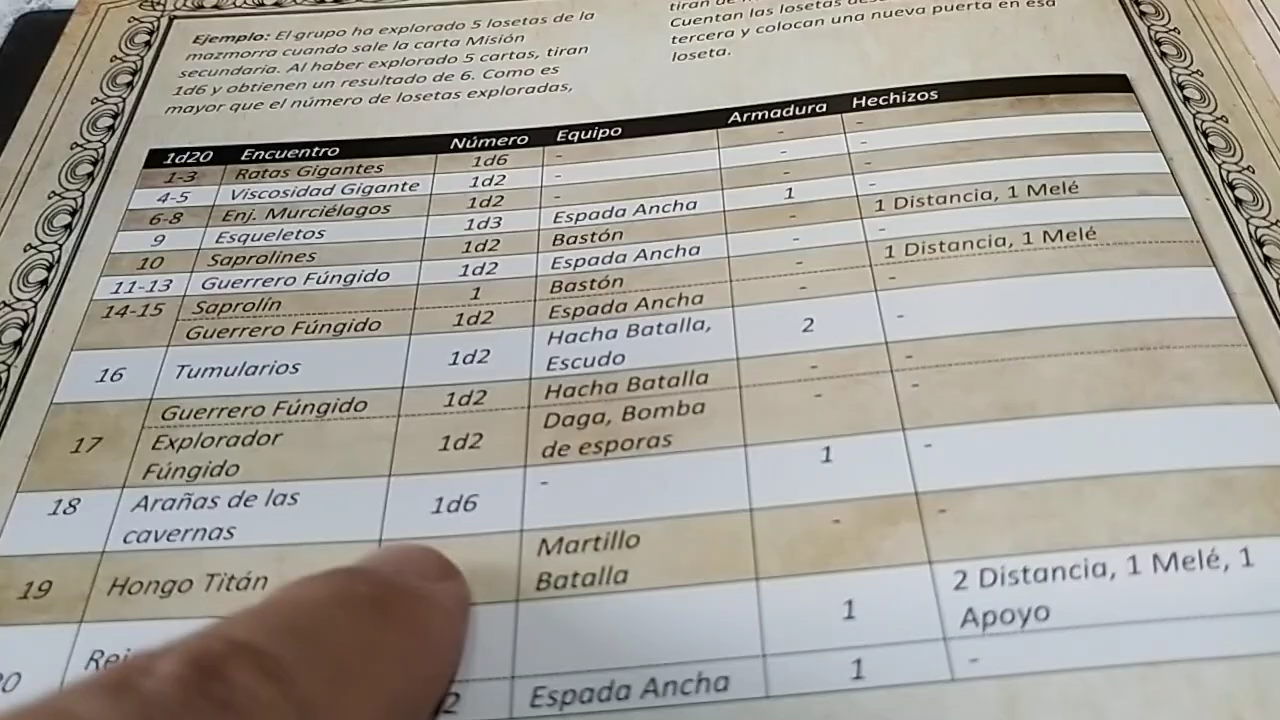 Ejemplo: El grupo ha explorado 5 losetas de la
mazmorra cuando sale la carta Misión
secundaria. Al haber explorado 5 cartas, tiran
1d6 y obtienen un resultado de 6. Como es
mayor que el número de losetas exploradas,
tiran
Cuentan las losetas
tercera y colocan una nueva puerta en esa
loseta.
1d20 Encuentro Número Equipo Armadura Hechizos
1-3 Ratas Gigantes 1d6 - - -
4-5 Viscosidad Gigante 1d2 - - -
6-8 Enj. Murciélagos 1d2 - - -
9 Esqueletos 1d3 Espada Ancha 1 -
10 Saprolines 1d2 Bastón - 1 Distancia, 1 Melé
11-13 Guerrero Fúngido 1d2 Espada Ancha - -
14-15 Saprolín 1 Bastón - 1 Distancia, 1 Melé
Guerrero Fúngido 1d2 Espada Ancha - -
16 Tumularios 1d2 Hacha Batalla, 2 -
Escudo
Guerrero Fúngido 1d2 Hacha Batalla - -
17 Explorador 1d2 Daga, Bomba - -
Fúngido de esporas
18 Arañas de las 1d6 - 1 -
cavernas
19 Hongo Titán Martillo - -
Batalla
1 2 Distancia, 1 Melé, 1
Apoyo
2 Espada Ancha 1 -